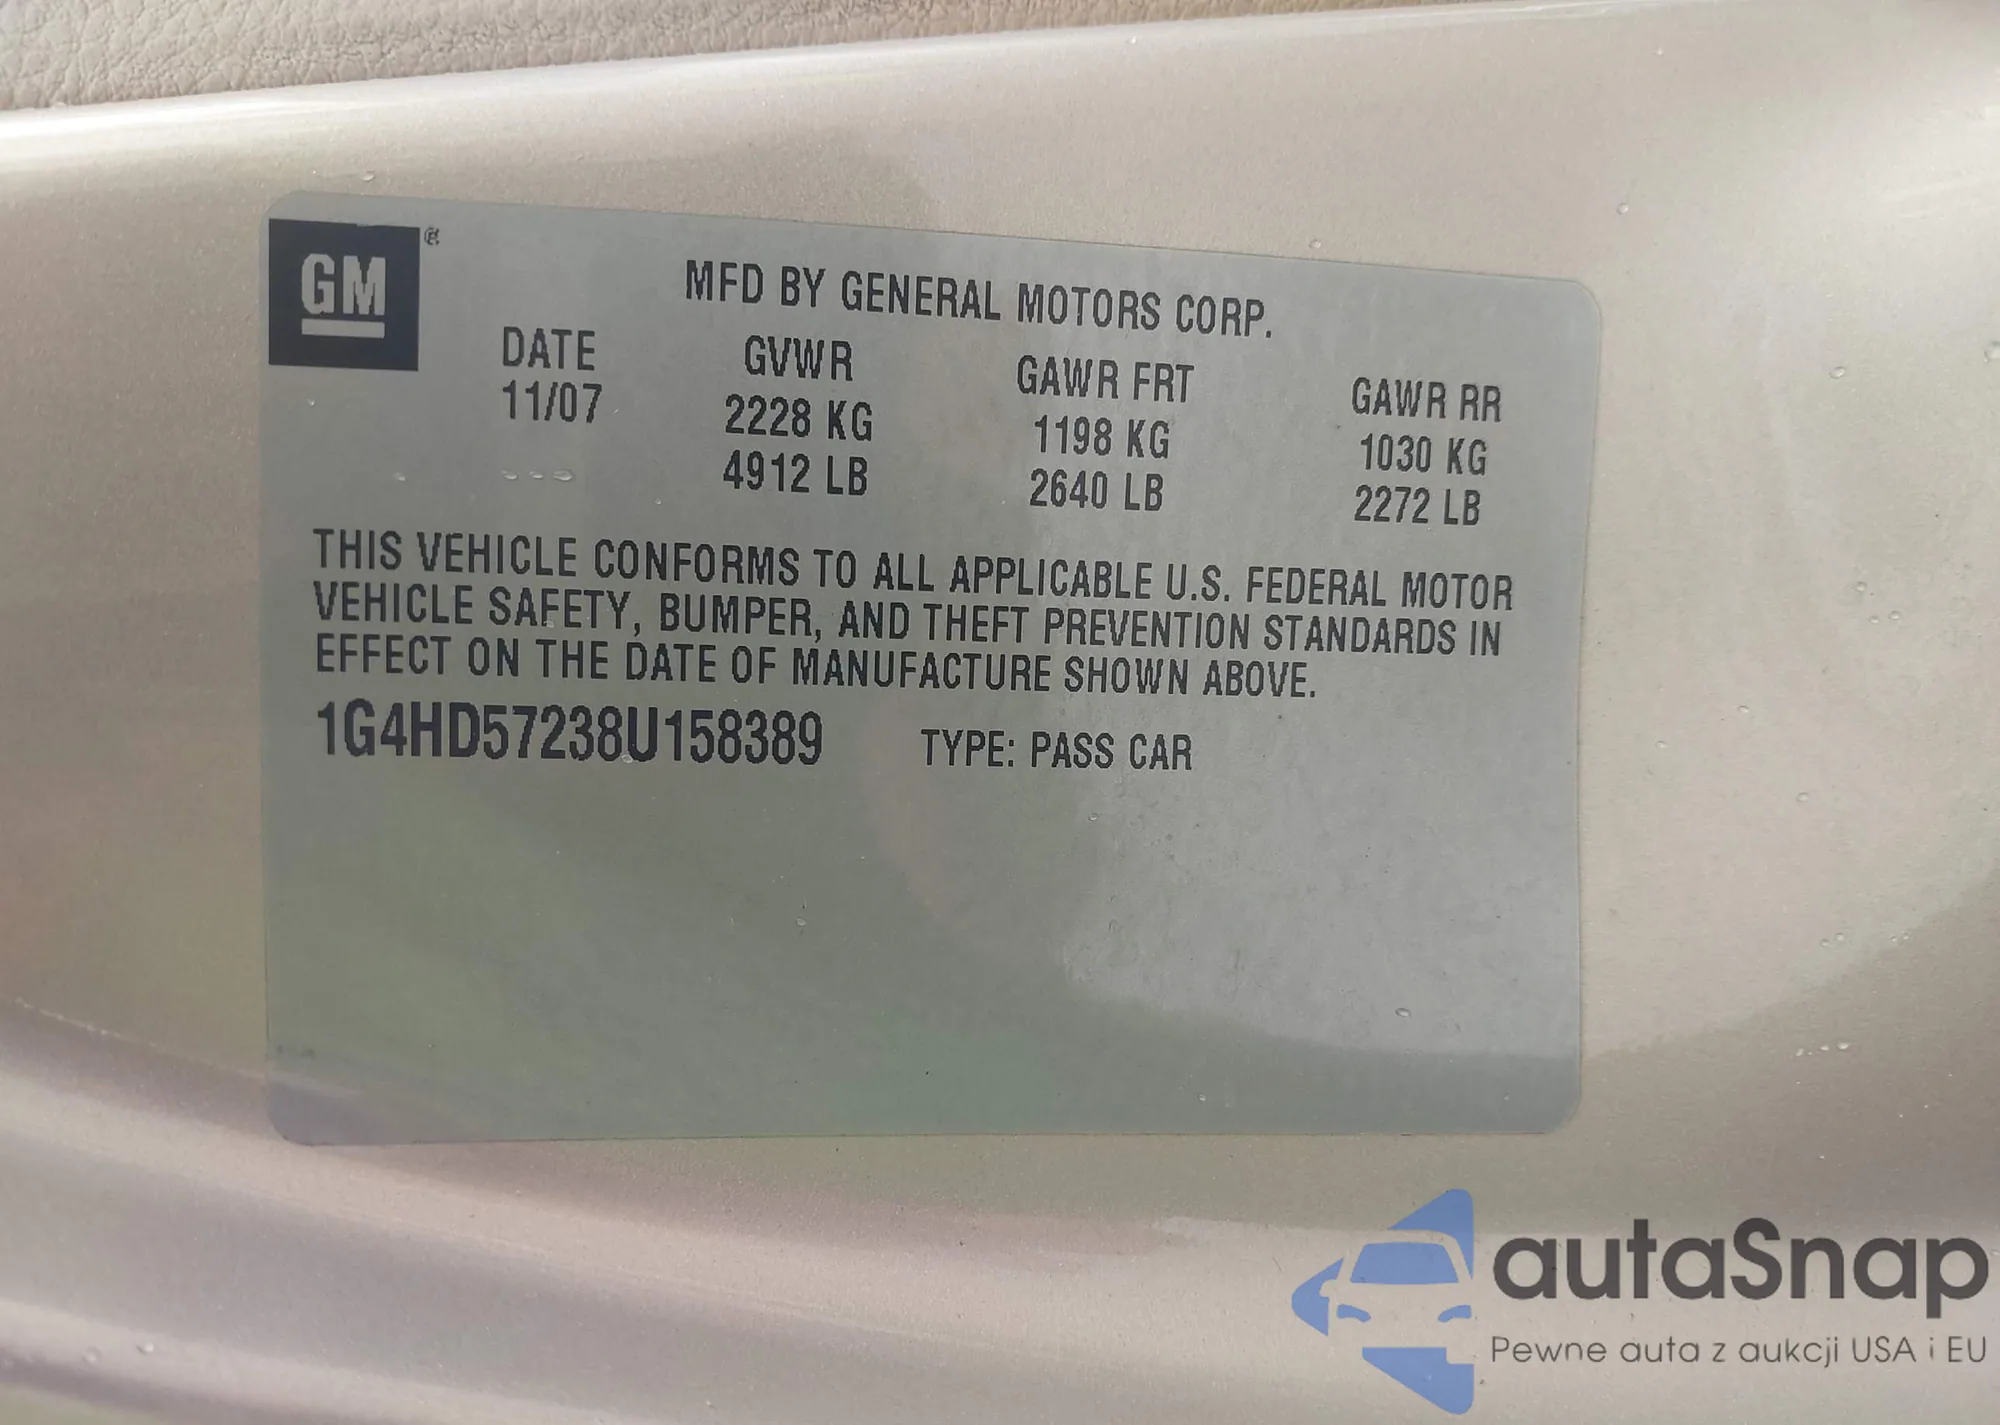 GM
MFD BY GENERAL MOTORS CORP.
DATE GVWR GAWR FRT GAWR RR
11/07 2228 KG 1198 KG 1030 KG
4912 LB 2640 LB 2272 LB
THIS VEHICLE CONFORMS TO ALL APPLICABLE U.S. FEDERAL MOTOR
VEHICLE SAFETY, BUMPER, AND THEFT PREVENTION STANDARDS IN
EFFECT ON THE DATE OF MANUFACTURE SHOWN ABOVE.
1G4HD57238U158389 TYPE: PASS CAR
autaSnap
Pewne auta z aukcji USA i EU